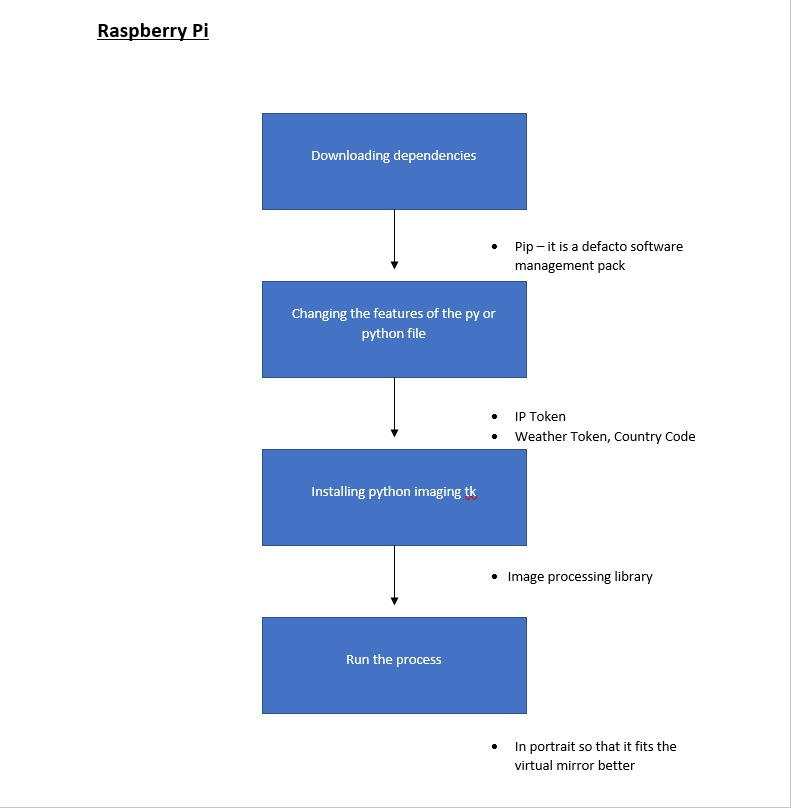 Raspberry Pi
Downloading dependencies
• Pip – it is a defacto software
management pack
Changing the features of the py or
python file
• IP Token
• Weather Token, Country Code
Installing python imaging tk
• Image processing library
Run the process
• In portrait so that it fits the
virtual mirror better